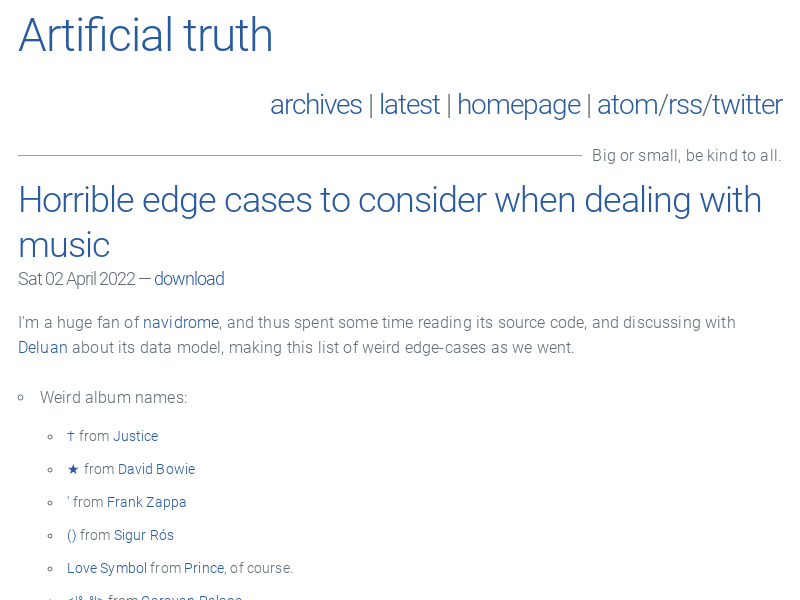 Artificial truth
archives | latest | homepage | atom/rss/twitter
Big or small, be kind to all.
Horrible edge cases to consider when dealing with
music
Sat 02 April 2022 — download
I'm a huge fan of navidrome, and thus spent some time reading its source code, and discussing with
Deluan about its data model, making this list of weird edge-cases as we went.
Weird album names:
† from Justice
★ from David Bowie
' from Frank Zappa
() from Sigur Rós
Love Symbol from Prince, of course.
from Caravan Palace